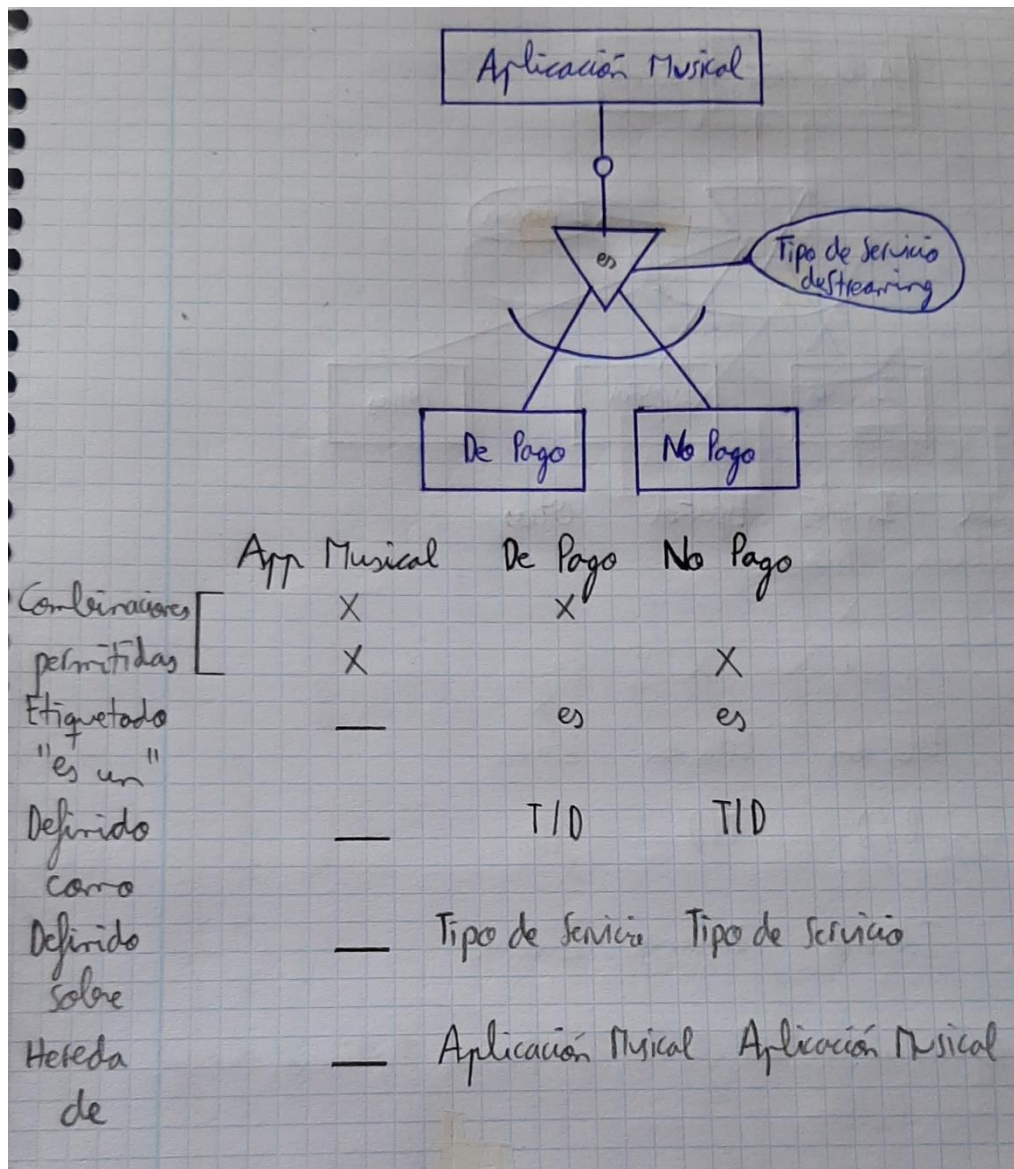 Aplicación Musical
es
Tipo de Servicio
de Streaming
De Pago No Pago
App Musical De Pago No Pago
Combinaciones X X
permitidas X X
Etiquetado — es es
"es un"
Definido — T/D T/D
como
Definido — Tipo de Servicio Tipo de Servicio
sobre
Hereda — Aplicación Musical Aplicación Musical
de